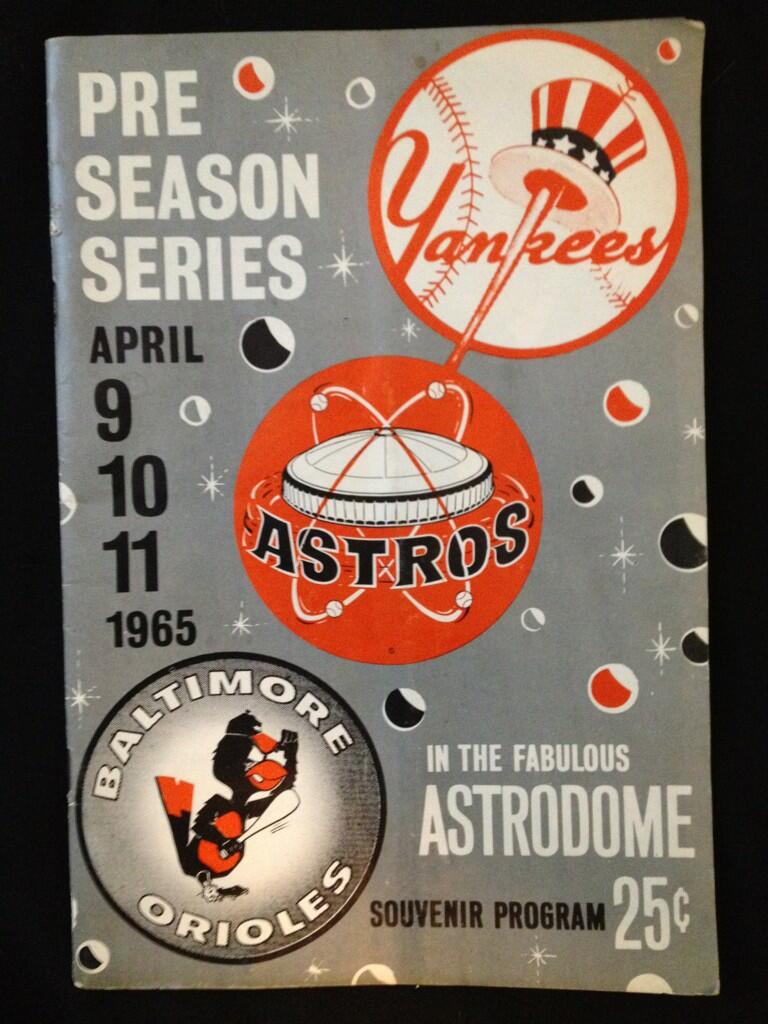 PRE
SEASON
SERIES
Yankees
APRIL
9
10
11
1965
ASTROS
BALTIMORE
ORIOLES
IN THE FABULOUS
ASTRODOME
SOUVENIR PROGRAM 25¢